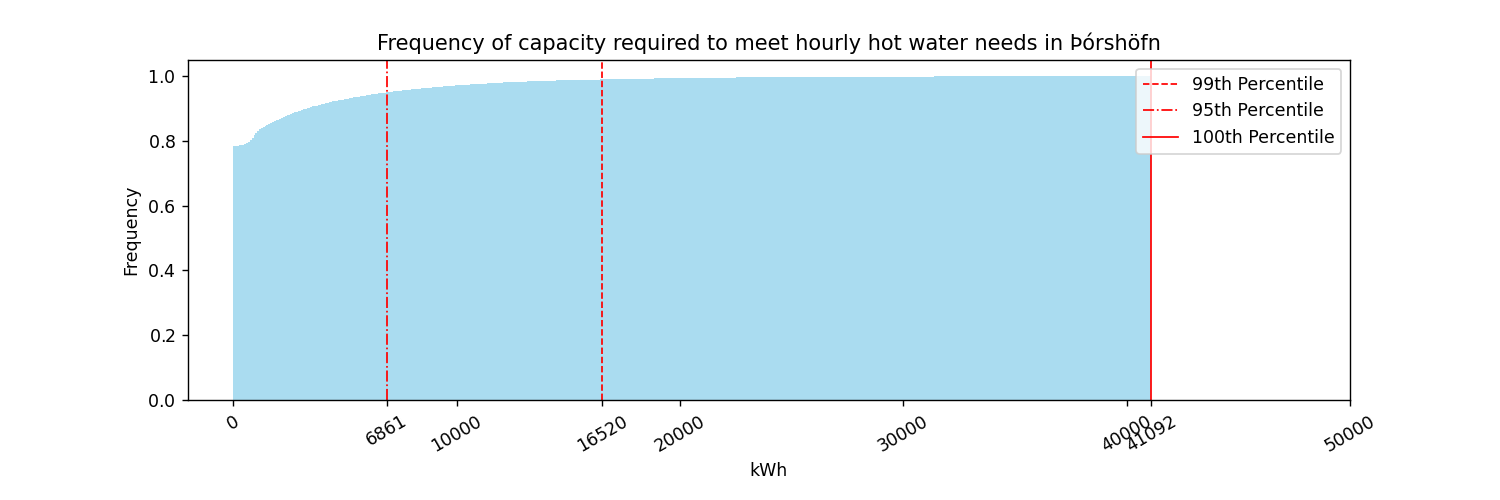 Frequency of capacity required to meet hourly hot water needs in Þórshöfn
1.0
0.8
0.6
0.4
0.2
0.0
Frequency
99th Percentile
95th Percentile
100th Percentile
0
6861
10000
16520
20000
30000
40000
41092
50000
kWh